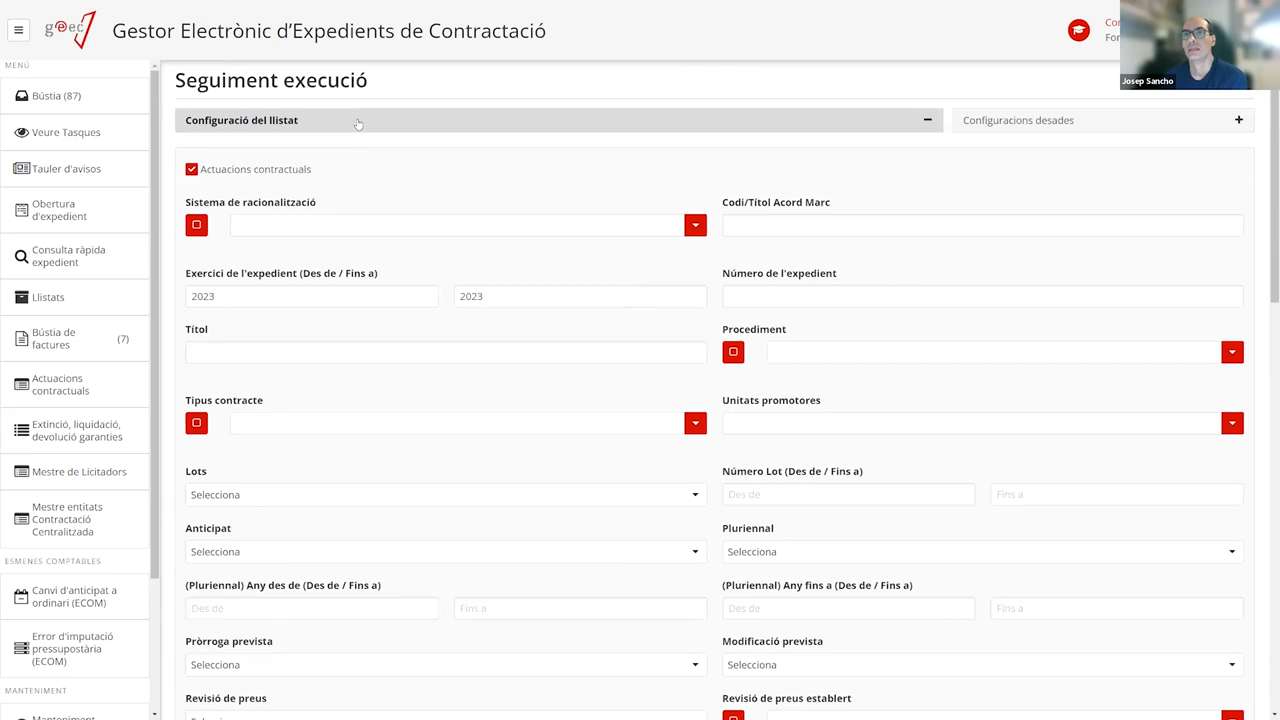 geec
Gestor Electrònic d'Expedients de Contractació
Josep Sancho
MENÚ
Bústia (87)
Veure Tasques
Tauler d'avisos
Obertura
d'expedient
Consulta ràpida
expedient
Llistats
Bústia de
factures
(7)
Actuacions
contractuals
Extinció, liquidació,
devolució garanties
Mestre de Licitadors
Mestre entitats
Contractació
Centralitzada
ESMENES COMPTABLES
Canvi d'anticipat a
ordinari (ECOM)
Error d'imputació
pressupostària
(ECOM)
MANTENIMENT
Manteniment
Seguiment execució
Configuració del llistat
Configuracions desades
Actuacions contractuals
Sistema de racionalització
Codi/Títol Acord Marc
Exercici de l'expedient (Des de / Fins a)
Número de l'expedient
2023
2023
Títol
Procediment
Tipus contracte
Unitats promotores
Lots
Número Lot (Des de / Fins a)
Selecciona
Des de
Fins a
Anticipat
Pluriennal
Selecciona
Selecciona
(Pluriennal) Any des de (Des de / Fins a)
(Pluriennal) Any fins a (Des de / Fins a)
Des de
Fins a
Des de
Fins a
Pròrroga prevista
Modificació prevista
Selecciona
Selecciona
Revisió de preus
Revisió de preus establert